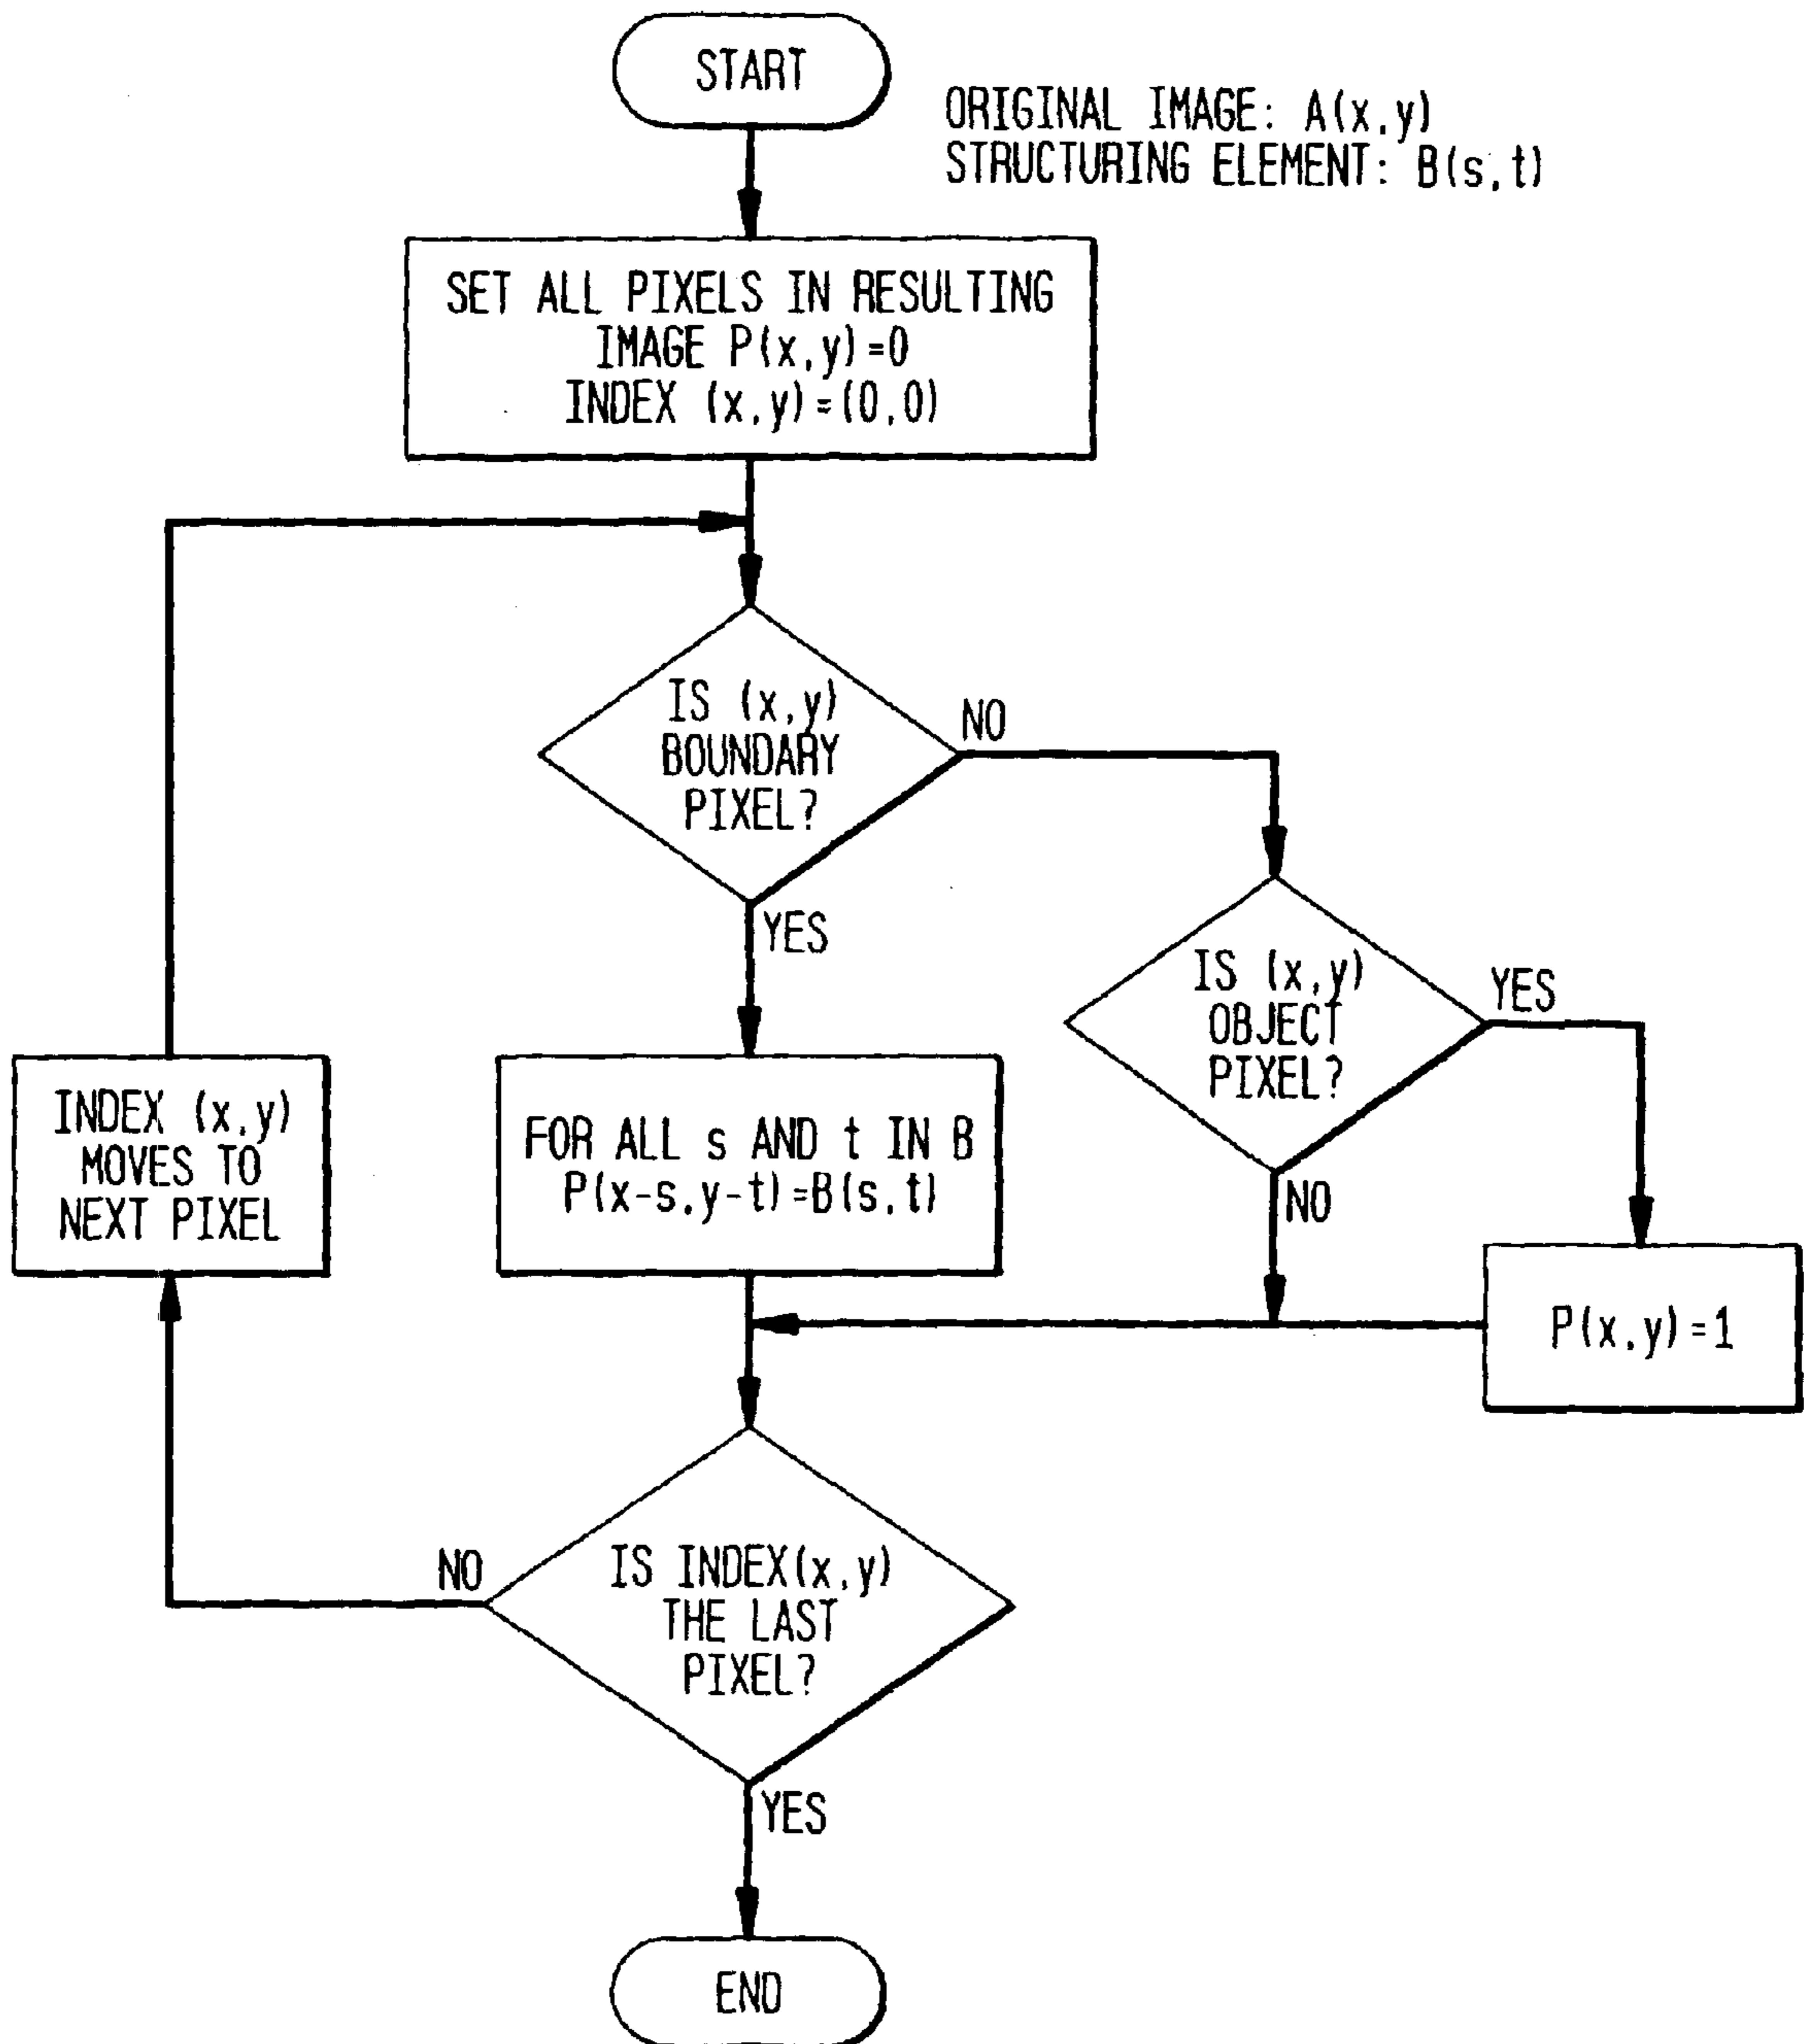 START
ORIGINAL IMAGE: A(x,y)
STRUCTURING ELEMENT: B(s,t)
SET ALL PIXELS IN RESULTING
IMAGE P(x,y)=0
INDEX (x,y)=(0,0)
IS (x,y)
BOUNDARY
PIXEL?
NO
YES
IS (x,y)
OBJECT
PIXEL?
YES
NO
INDEX (x,y)
MOVES TO
NEXT PIXEL
FOR ALL s AND t IN B
P(x-s,y-t)=B(s,t)
P(x,y)=1
IS INDEX(x,y)
THE LAST
PIXEL?
NO
YES
END